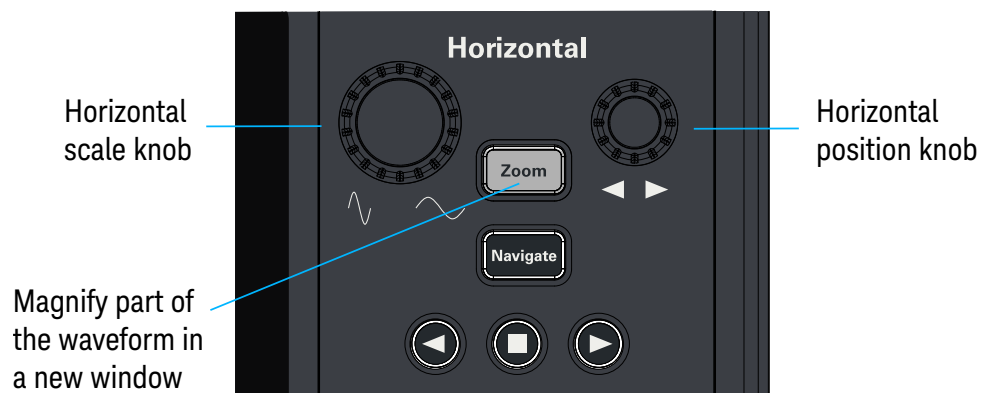 Horizontal
Horizontal
scale knob
Horizontal
position knob
Zoom
Navigate
Magnify part of
the waveform in
a new window